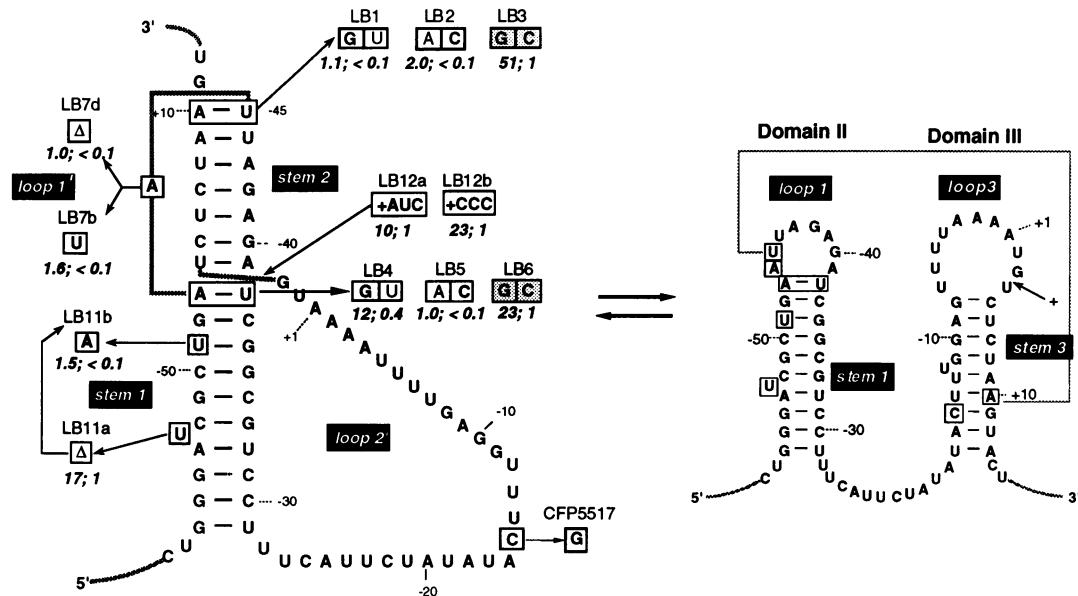 LB1 LB2 LB3
G U A C G C
1.1; < 0.1 2.0; < 0.1 51; 1
3'
U
G
+10 A – U -45
A – U
U – A
C – G
U – A
C – G -40
U A
G
U
A – U
LB7d
Δ
1.0; < 0.1
loop 1'
A
LB7b
U
1.6; < 0.1
stem 2
LB12a LB12b
+AUC +CCC
10; 1 23; 1
LB4 LB5 LB6
G U A C G C
12; 0.4 1.0; < 0.1 23; 1
LB11b
A
1.5; < 0.1
stem 1
LB11a
Δ
17; 1
G – C
U
-50 C – G
G – C
C – G
U
A – U
G – C
G – C -30
G – U
U
C
5'
+1
A A A A U U U U G A G G U U U C A
-10
loop 2'
CFP5517
G
U U C A U U C U A U A U A
-20
Domain II Domain III
loop 1
U A G A G A
-40
U
A
A U
G C
U G
-50 C G
G C
C G
U
A U
G C
G C -30
G U
U
C
5'
stem 1
U U C A U U C U A U A
loop3
U U U U A A A A U G U
+1
+
G C
A U
-10 G C
G U
U
U A
U A +10
C G
A U
U A
C
U
3'
stem 3